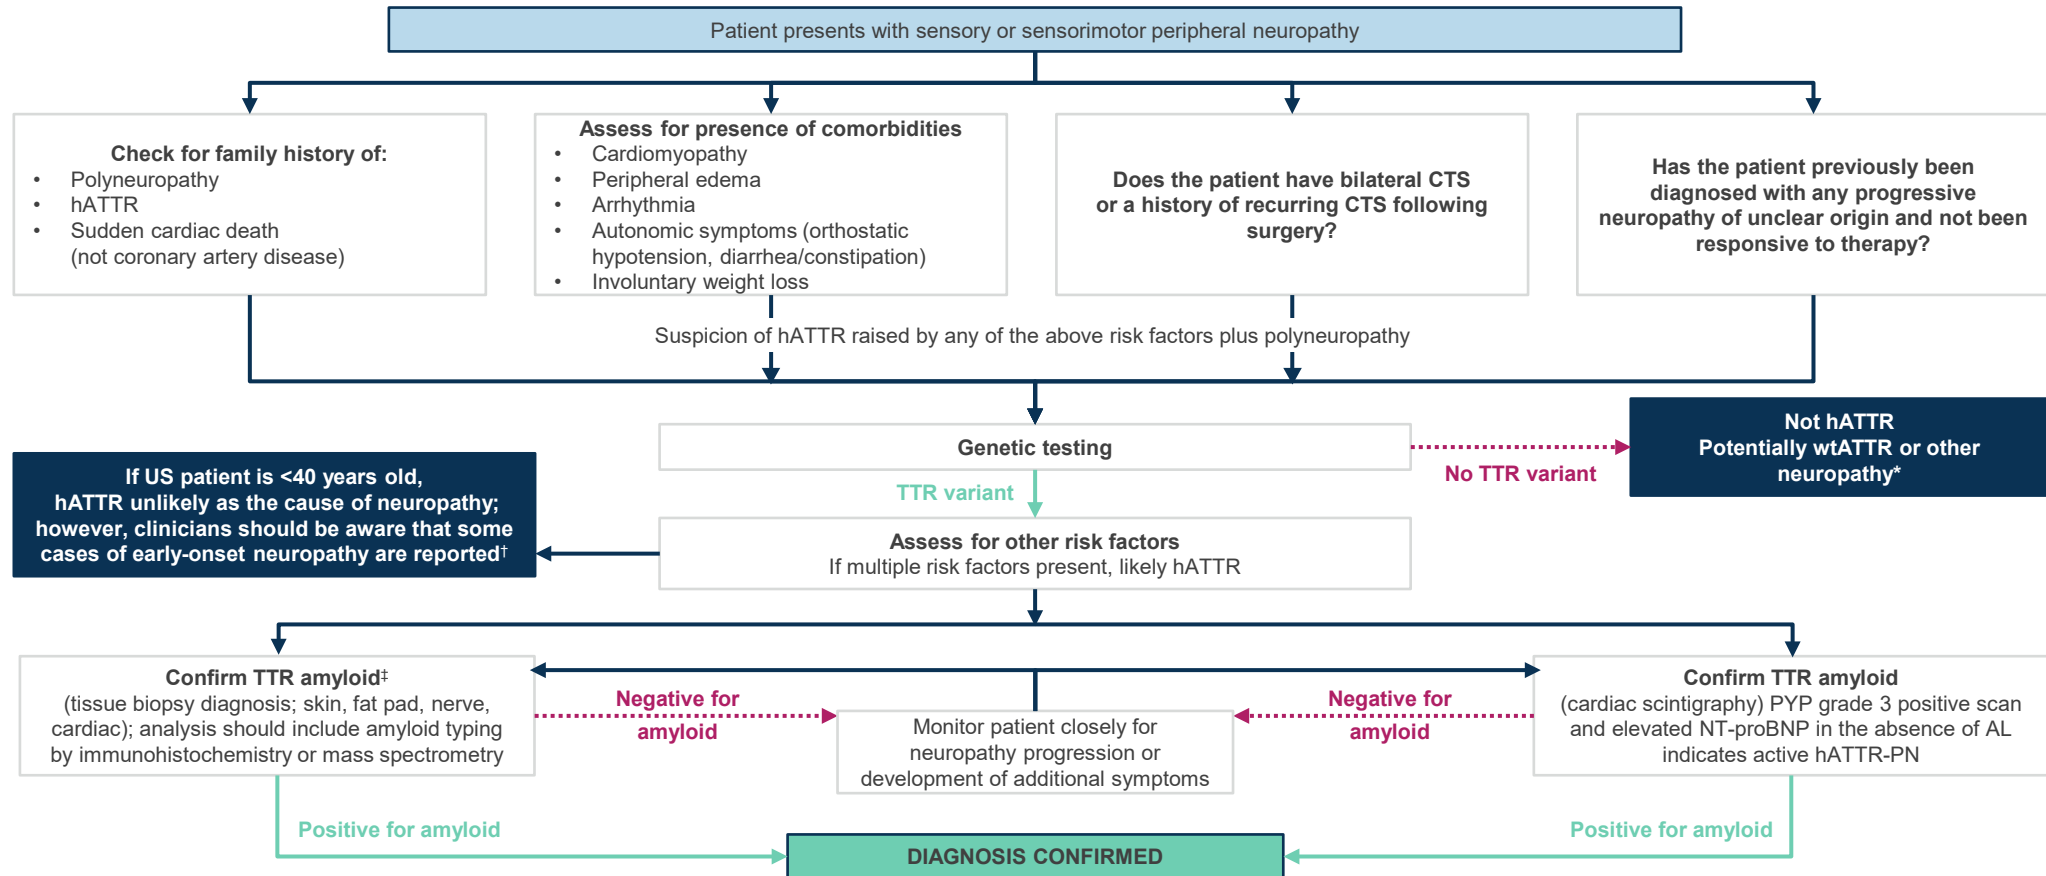 Patient presents with sensory or sensorimotor peripheral neuropathy
Check for family history of:
• Polyneuropathy
• hATTR
• Sudden cardiac death
(not coronary artery disease)
Assess for presence of comorbidities
• Cardiomyopathy
• Peripheral edema
• Arrhythmia
• Autonomic symptoms (orthostatic
hypotension, diarrhea/constipation)
• Involuntary weight loss
Does the patient have bilateral CTS
or a history of recurring CTS following
surgery?
Has the patient previously been
diagnosed with any progressive
neuropathy of unclear origin and not been
responsive to therapy?
Suspicion of hATTR raised by any of the above risk factors plus polyneuropathy
Genetic testing
No TTR variant
Not hATTR
Potentially wtATTR or other
neuropathy*
TTR variant
If US patient is <40 years old,
hATTR unlikely as the cause of neuropathy;
however, clinicians should be aware that some
cases of early-onset neuropathy are reported†
Assess for other risk factors
If multiple risk factors present, likely hATTR
Confirm TTR amyloid‡
(tissue biopsy diagnosis; skin, fat pad, nerve,
cardiac); analysis should include amyloid typing
by immunohistochemistry or mass spectrometry
Negative for
amyloid
Monitor patient closely for
neuropathy progression or
development of additional symptoms
Negative for
amyloid
Confirm TTR amyloid
(cardiac scintigraphy) PYP grade 3 positive scan
and elevated NT-proBNP in the absence of AL
indicates active hATTR-PN
Positive for amyloid
Positive for amyloid
DIAGNOSIS CONFIRMED